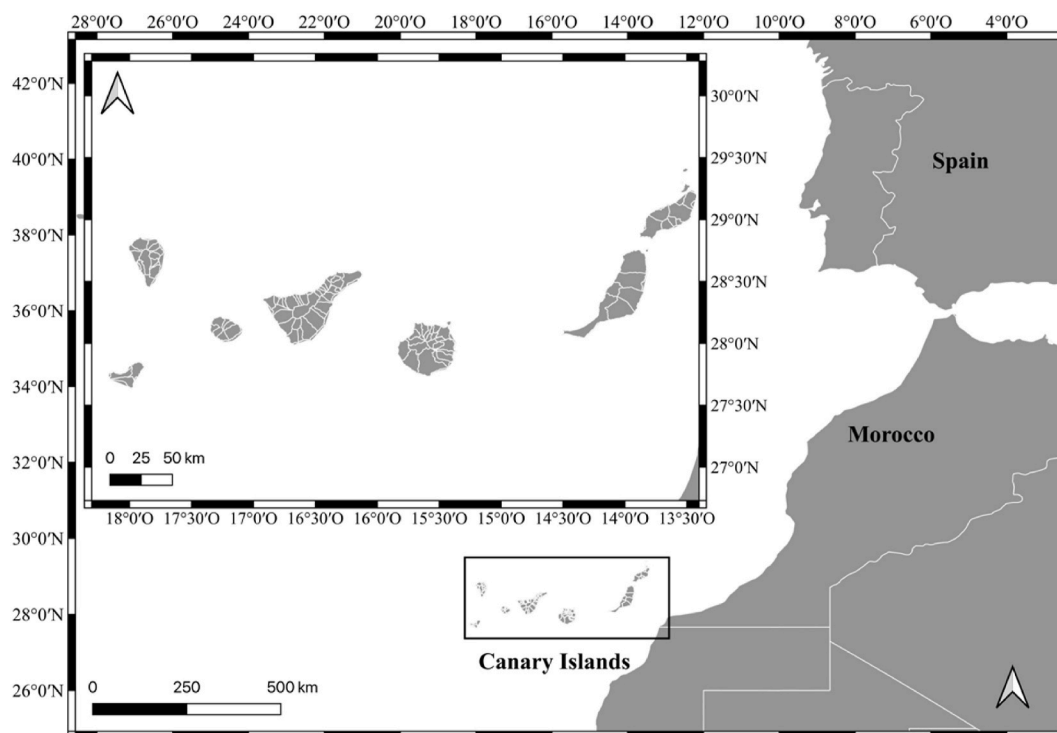 28°0′O 26°0′O 24°0′O 22°0′O 20°0′O 18°0′O 16°0′O 14°0′O 12°0′O 10°0′O 8°0′O 6°0′O 4°0′O
42°0′N
40°0′N
38°0′N
36°0′N
34°0′N
32°0′N
30°0′N
28°0′N
26°0′N
30°0′N
29°30′N
29°0′N
28°30′N
28°0′N
27°30′N
27°0′N
0 25 50 km
18°0′O 17°30′O 17°0′O 16°30′O 16°0′O 15°30′O 15°0′O 14°30′O 14°0′O 13°30′O
Spain
Morocco
Canary Islands
0 250 500 km